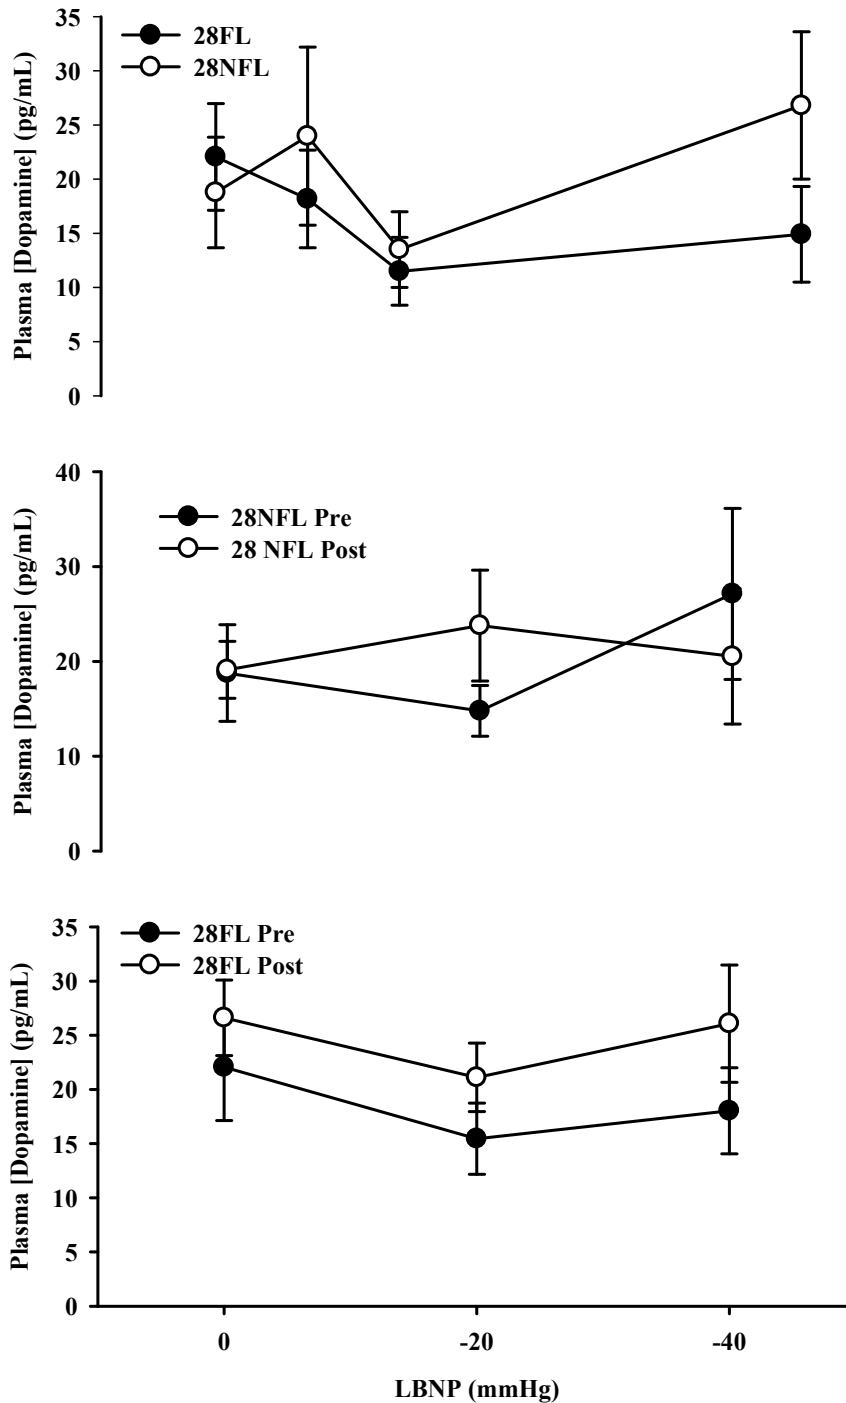 35
30
25
20
15
10
5
0
Plasma [Dopamine] (pg/mL)
28FL
28NFL
40
30
20
10
0
Plasma [Dopamine] (pg/mL)
28NFL Pre
28 NFL Post
35
30
25
20
15
10
5
0
Plasma [Dopamine] (pg/mL)
28FL Pre
28FL Post
0 -20 -40
LBNP (mmHg)